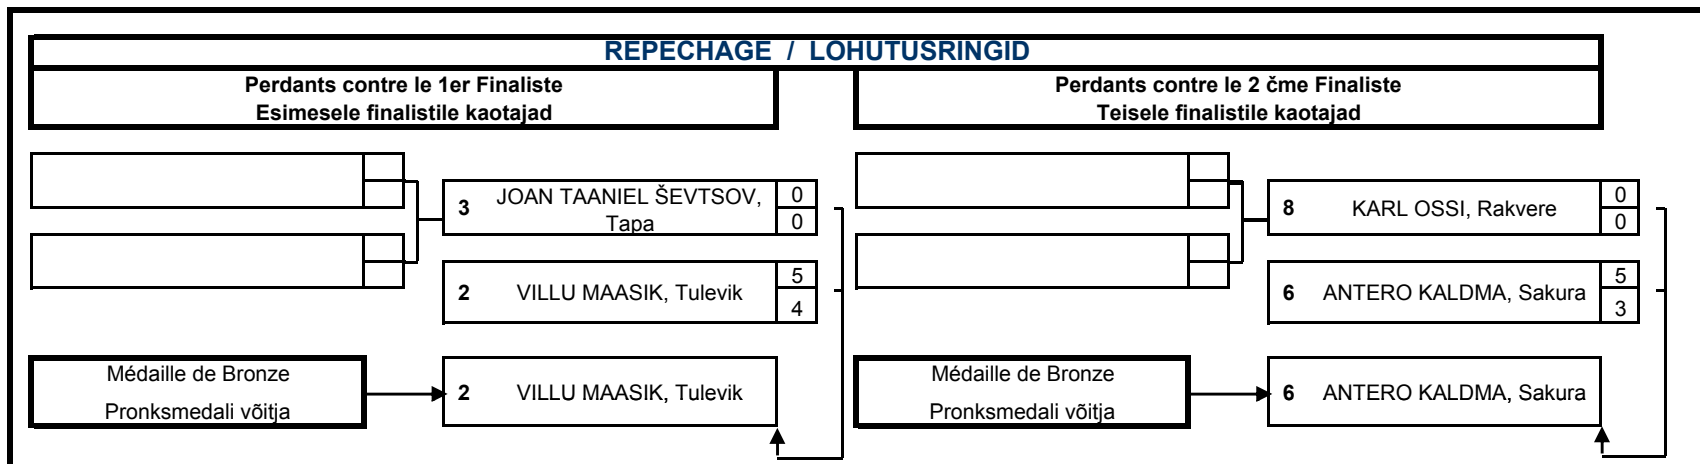 REPECHAGE / LOHUTUSRINGID
Perdants contre le 1er Finaliste
Esimesele finalistile kaotajad
Perdants contre le 2 čme Finaliste
Teisele finalistile kaotajad
3 JOAN TAANIEL ŠEVTSOV, Tapa 0 0
2 VILLU MAASIK, Tulevik 5 4
8 KARL OSSI, Rakvere 0 0
6 ANTERO KALDMA, Sakura 5 3
Médaille de Bronze
Pronksmedali võitja
2 VILLU MAASIK, Tulevik
Médaille de Bronze
Pronksmedali võitja
6 ANTERO KALDMA, Sakura